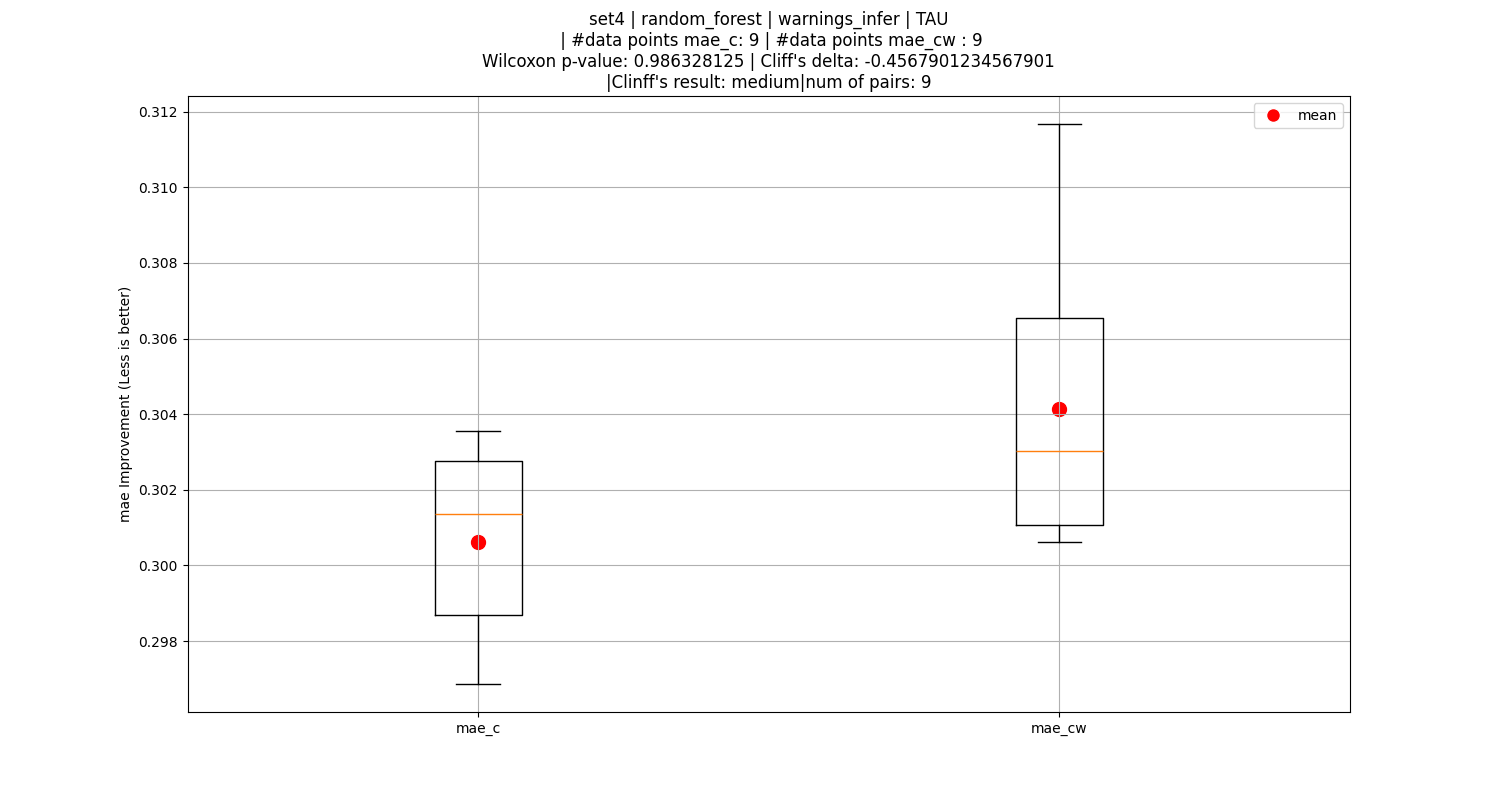 set4 | random_forest | warnings_infer | TAU
| #data points mae_c: 9 | #data points mae_cw : 9
Wilcoxon p-value: 0.986328125 | Cliff's delta: -0.4567901234567901
|Clinff's result: medium|num of pairs: 9
mean
mae Improvement (Less is better)
0.312
0.310
0.308
0.306
0.304
0.302
0.300
0.298
mae_c
mae_cw